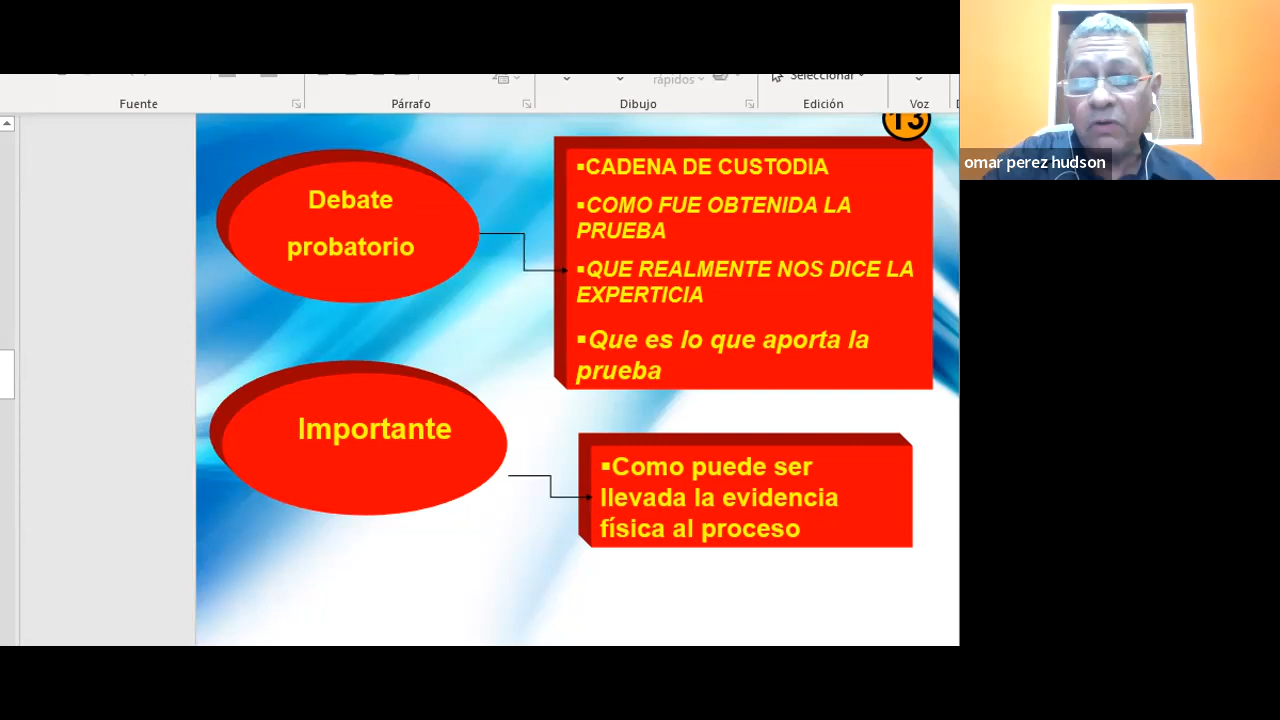 rápidos
Seleccionar
Fuente
Párrafo
Dibujo
Edición
Voz
13
Debate
probatorio
▪CADENA DE CUSTODIA
▪COMO FUE OBTENIDA LA
PRUEBA
▪QUE REALMENTE NOS DICE LA
EXPERTICIA
▪Que es lo que aporta la
prueba
Importante
▪Como puede ser
llevada la evidencia
física al proceso
omar perez hudson